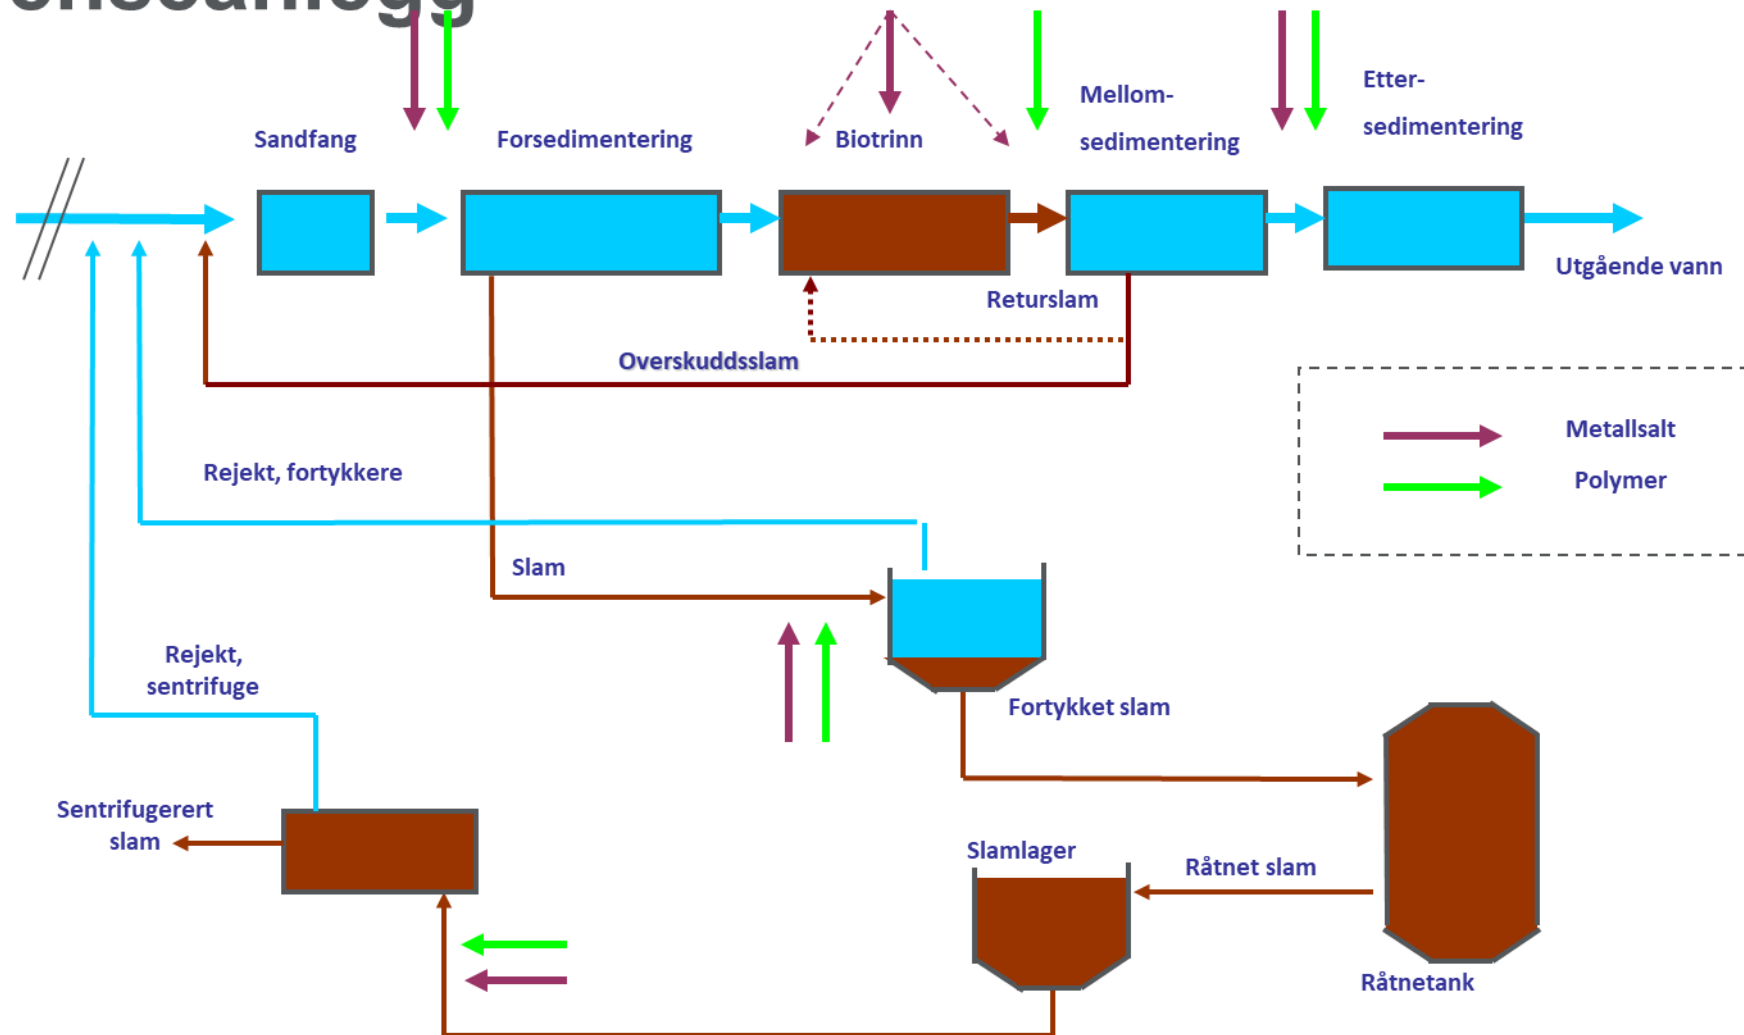 Sandfang
Forsedimentering
Biotrinn
Mellom-
sedimentering
Etter-
sedimentering
Utgående vann
Returslam
Overskuddsslam
Metallsalt
Polymer
Rejekt, fortykkere
Slam
Rejekt,
sentrifuge
Fortykket slam
Sentrifugerert
slam
Slamlager
Råtnet slam
Råtnetank